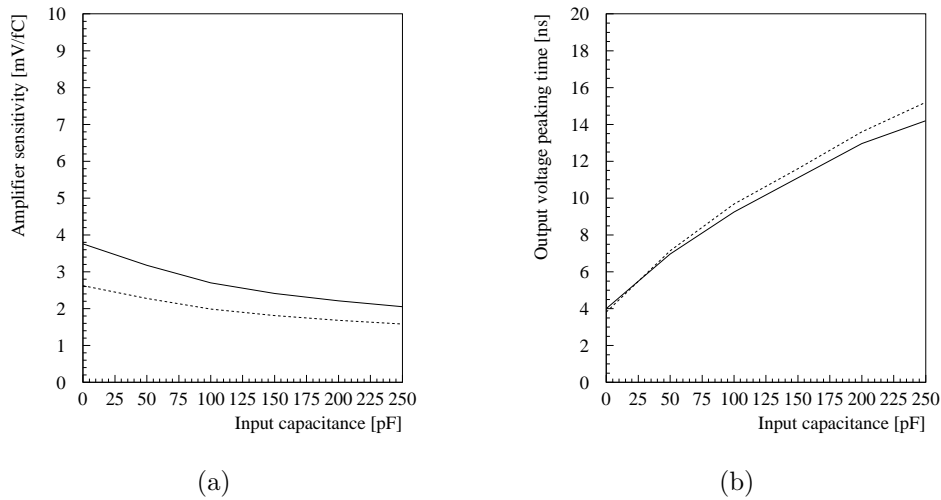 Amplifier sensitivity [mV/fC]
10
9
8
7
6
5
4
3
2
1
0
0 25 50 75 100 125 150 175 200 225 250
Input capacitance [pF]
(a)
Output voltage peaking time [ns]
20
18
16
14
12
10
8
6
4
2
0
0 25 50 75 100 125 150 175 200 225 250
Input capacitance [pF]
(b)